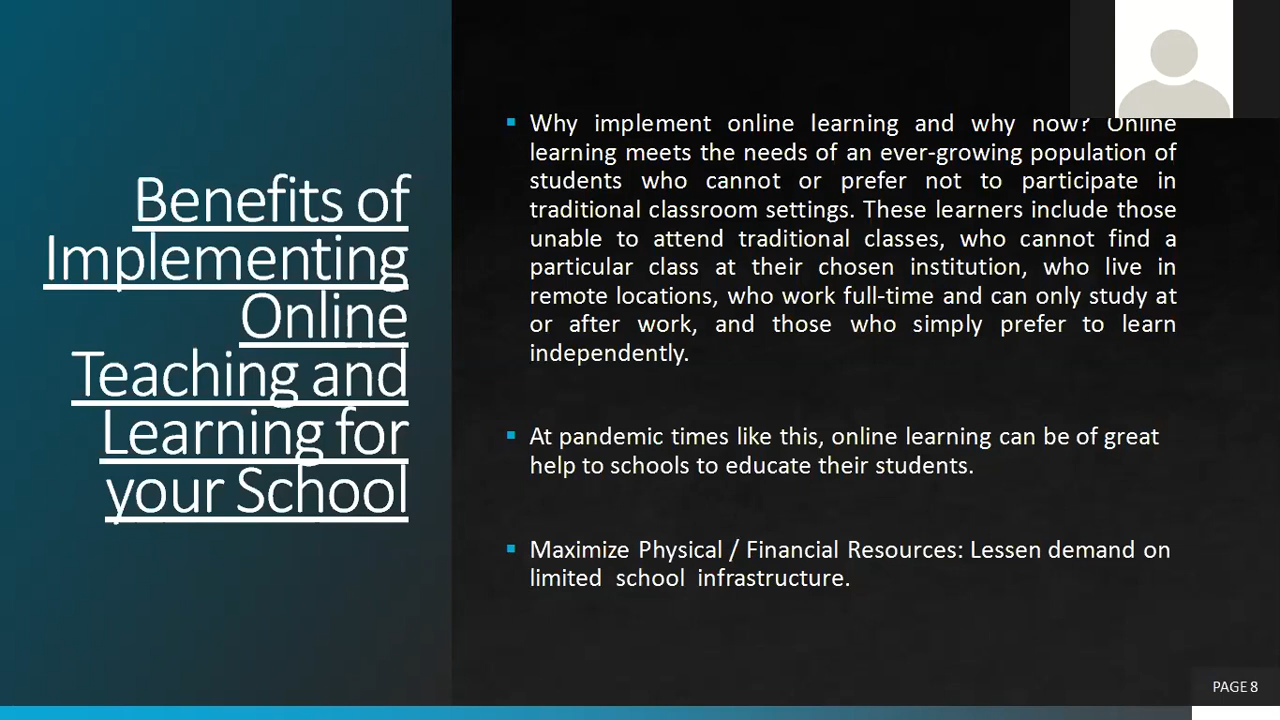 Benefits of
Implementing
Online
Teaching and
Learning for
your School
Why implement online learning and why now? Online
learning meets the needs of an ever-growing population of
students who cannot or prefer not to participate in
traditional classroom settings. These learners include those
unable to attend traditional classes, who cannot find a
particular class at their chosen institution, who live in
remote locations, who work full-time and can only study at
or after work, and those who simply prefer to learn
independently.
At pandemic times like this, online learning can be of great
help to schools to educate their students.
Maximize Physical / Financial Resources: Lessen demand on
limited school infrastructure.
PAGE 8